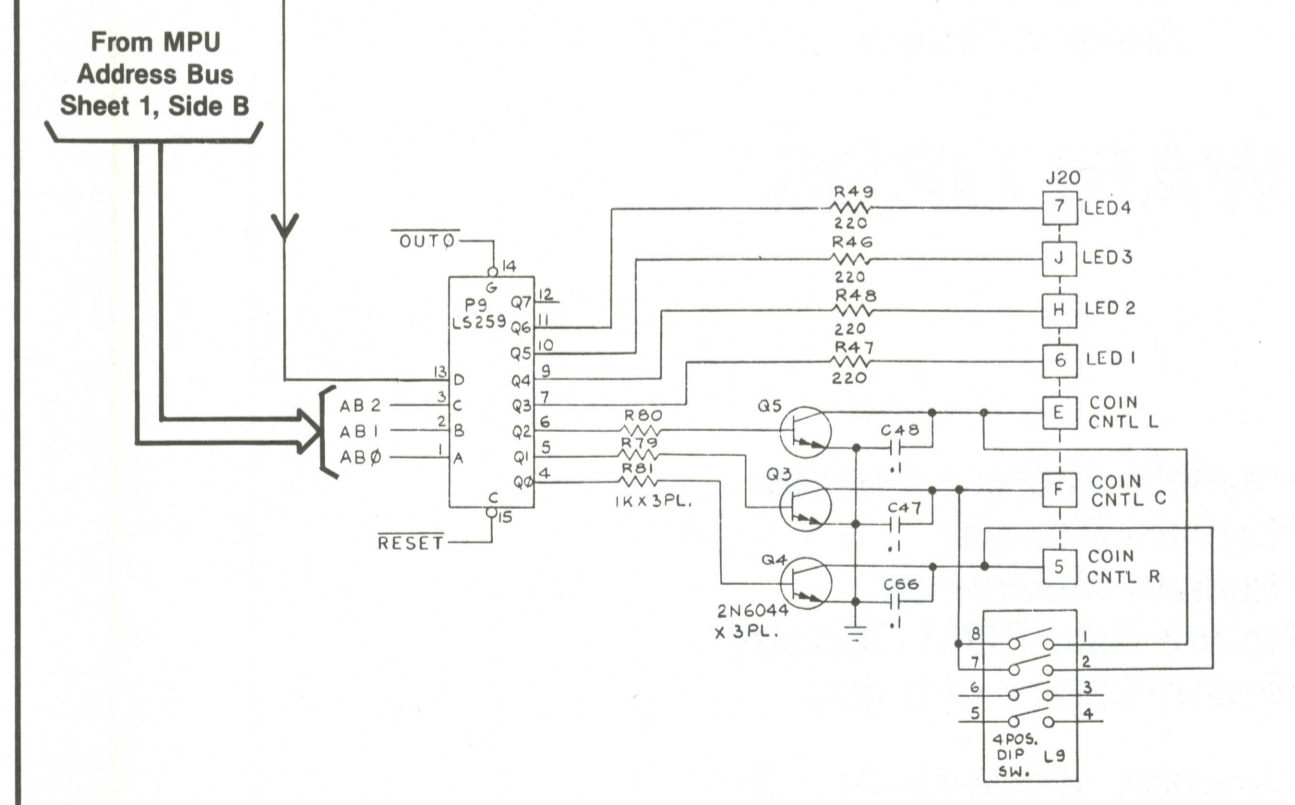 From MPU
Address Bus
Sheet 1, Side B
J20
R49
7 LED4
220
OUTØ
R46
J LED3
14
220
G
P9
LS259
Q7 12
R48
H LED 2
Q6 11
220
Q5 10
R47
6 LED 1
13 D
Q4 9
220
AB 2 3 C
Q3 7
Q5
E COIN
CNTL L
R80
AB 1 2 B
Q2 6
C48
.1
R79
ABØ 1 A
Q1 5
Q3
R81
QØ 4
F COIN
CNTL C
1K X 3PL.
C
15
C47
.1
RESET
Q4
5 COIN
CNTL R
C66
.1
2N6044
X 3PL.
8 1
7 2
6 3
5 4
4POS.
DIP L9
SW.